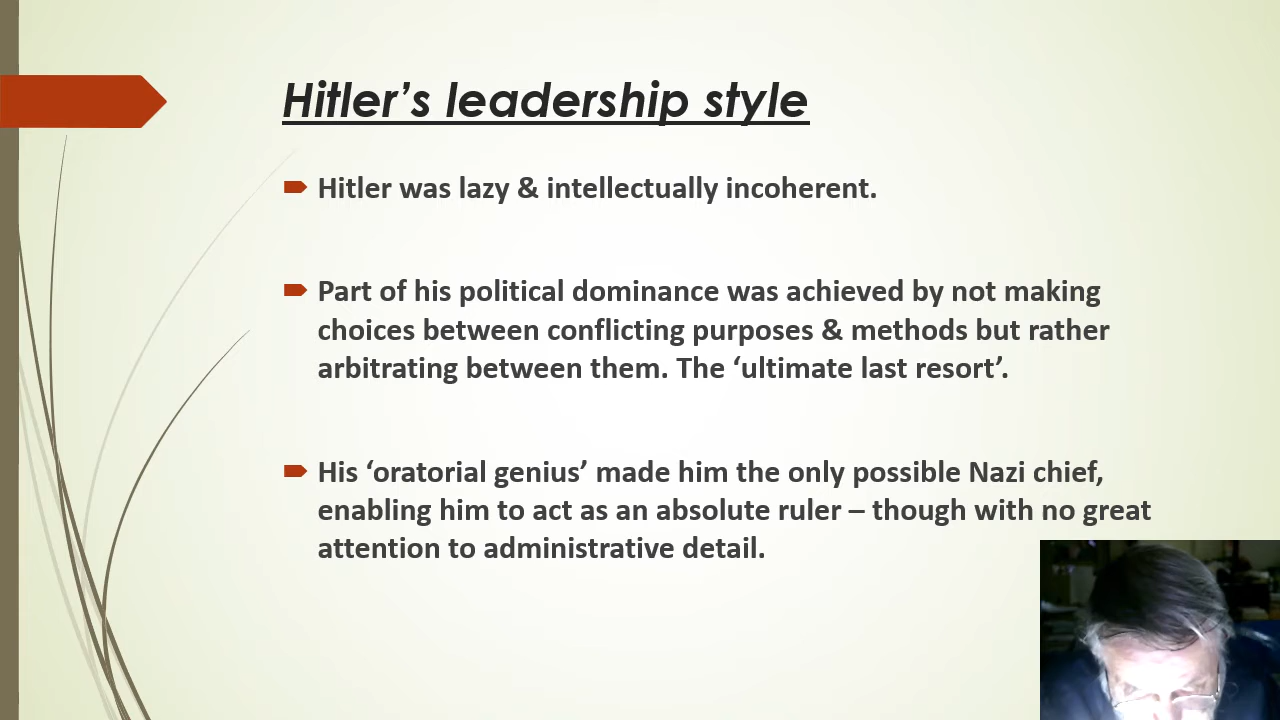 Hitler’s leadership style
Hitler was lazy & intellectually incoherent.
Part of his political dominance was achieved by not making
choices between conflicting purposes & methods but rather
arbitrating between them. The ‘ultimate last resort’.
His ‘oratorial genius’ made him the only possible Nazi chief,
enabling him to act as an absolute ruler – though with no great
attention to administrative detail.